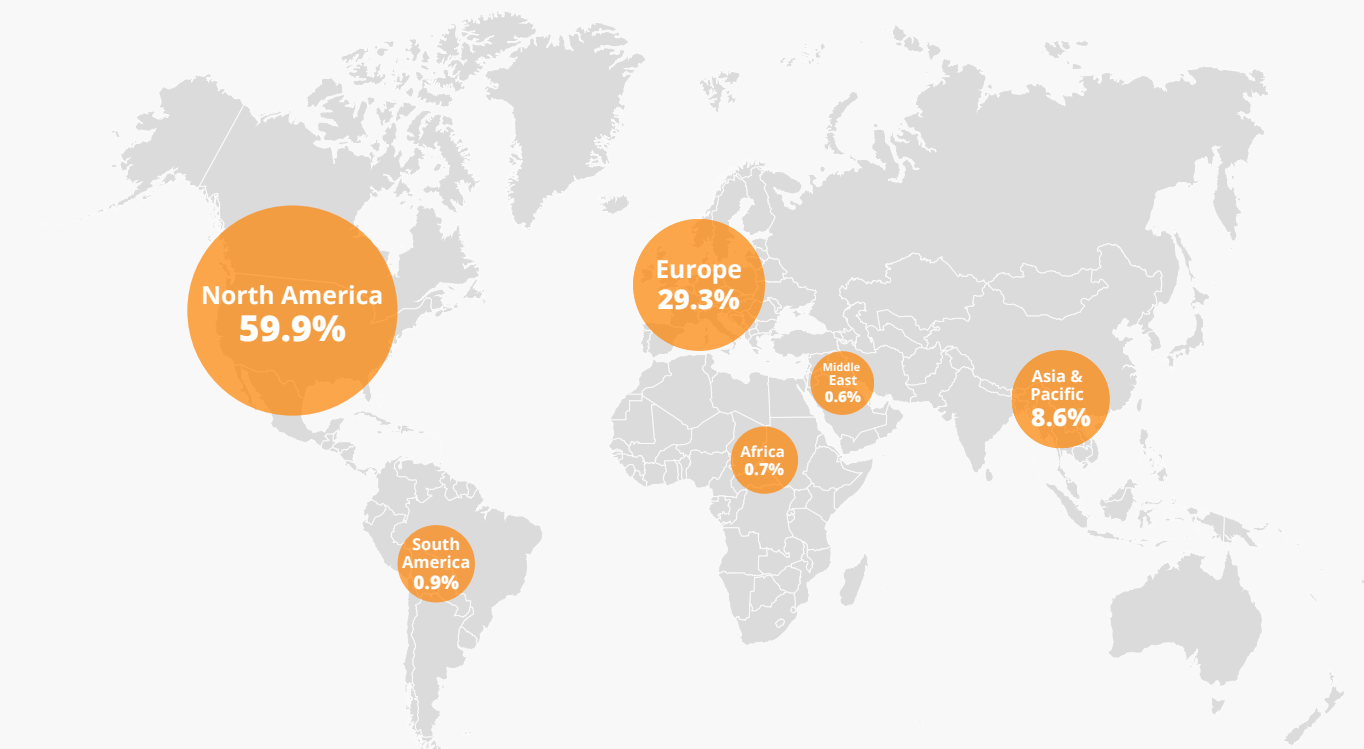 North America
59.9%
Europe
29.3%
Middle
East
0.6%
Asia &
Pacific
8.6%
Africa
0.7%
South
America
0.9%